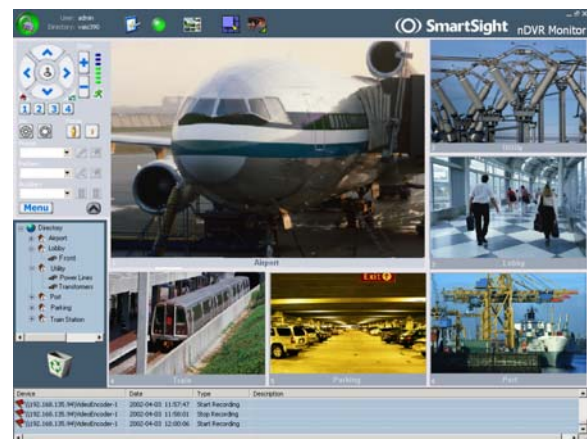 User: admin
Directory: vasc390
SmartSight nDVR Monitor
1 2 3 4
Menu
Directory
Airport
Lobby
Front
Utility
Power Lines
Transformers
Port
Parking
Train Station
Airport
Utility
Lobby
Exit
Train
Parking
Port
Device Date Type Description
\\192.168.135.94\VideoEncoder-1 2002-04-03 11:57:47 Start Recording
\\192.168.135.94\VideoEncoder-1 2002-04-03 11:58:01 Stop Recording
\\192.168.135.94\VideoEncoder-1 2002-04-03 12:00:06 Start Recording